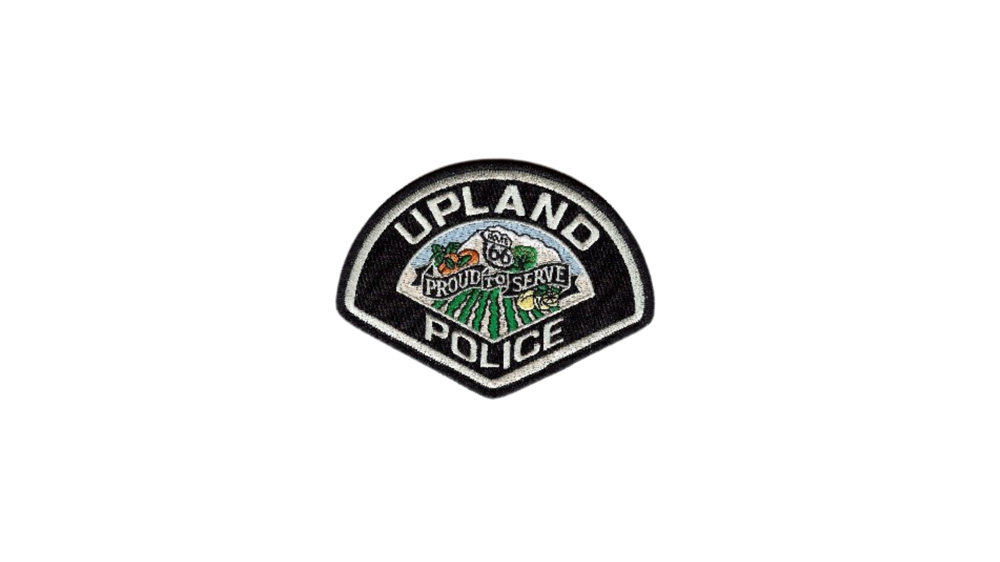 UPLAND
ROUTE
66
PROUD TO SERVE
POLICE